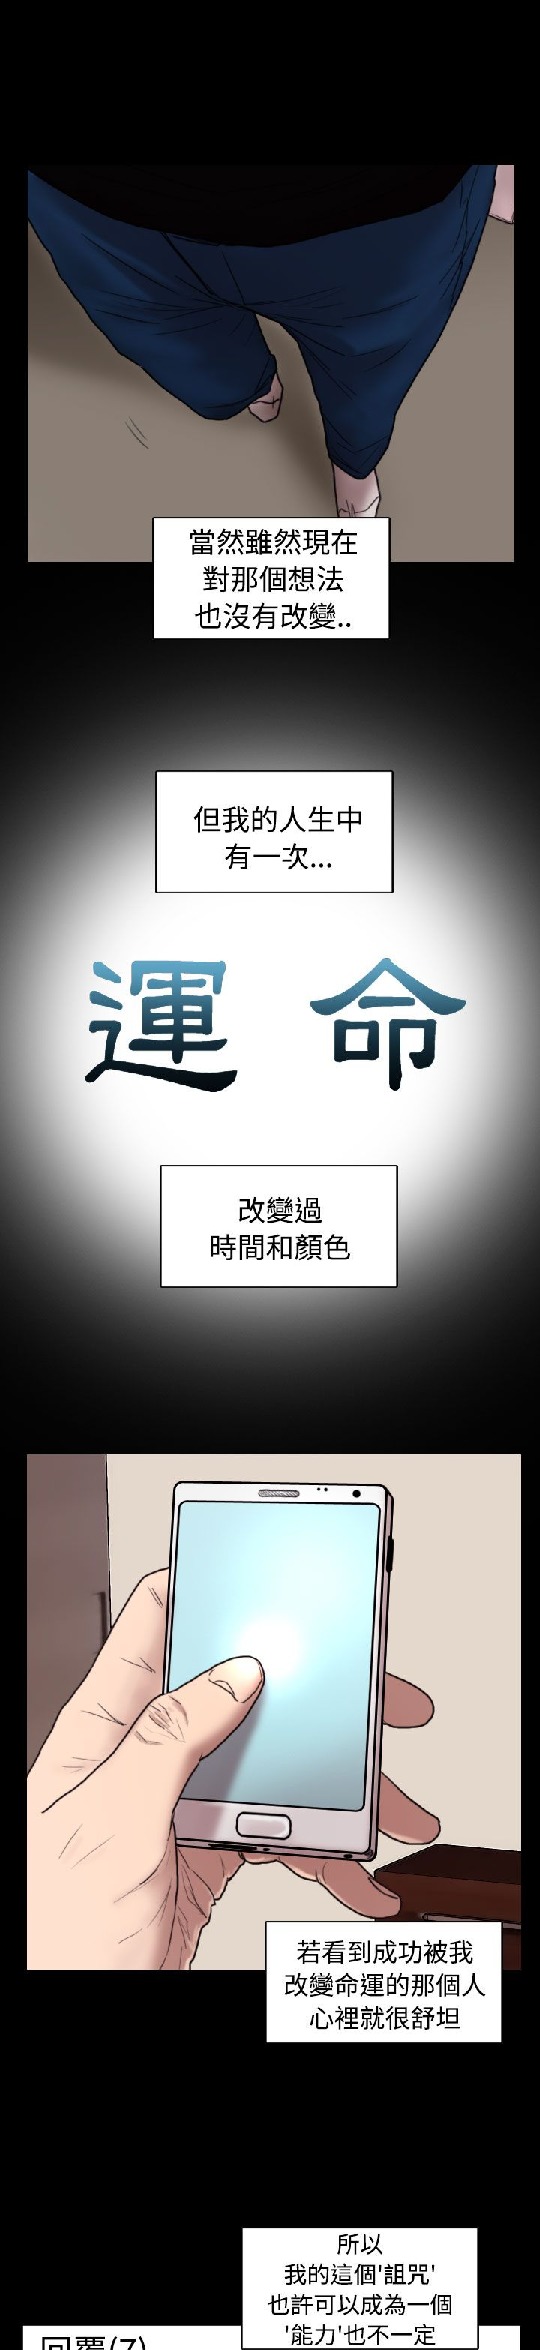 當然雖然現在
對那個想法
也沒有改變..
但我的人生中
有一次...
運 命
改變過
時間和顏色
若看到成功被我
改變命運的那個人
心裡就很舒坦
所以
我的這個'詛咒'
也許可以成為一個
'能力'也不一定
回覆(7)